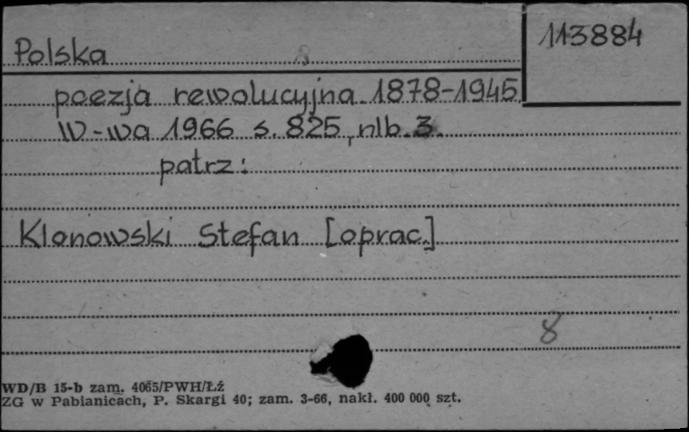 113884
Polska
poezja rewolucyjna 1878-1945
W-wa 1966 s. 825, nlb. 3.
patrz:
Klonowski Stefan [oprac.]
8
WD/B 15-b zam. 4065/PWH/Łź
ZG w Pabianicach, P. Skargi 40; zam. 3-66, nakł. 400 000 szt.